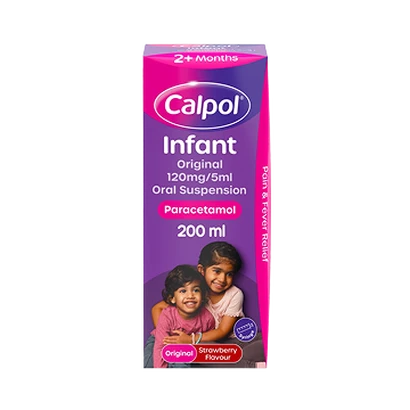 2+ Months
Calpol®
Infant
Original
120mg/5ml
Oral Suspension
Paracetamol
200 ml
Pain & Fever Relief
Original
Strawberry
Flavour